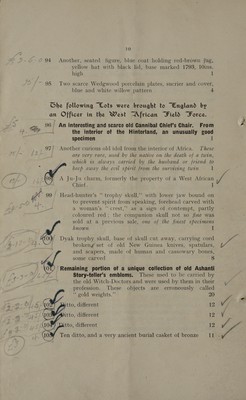 10
84 Another, seated figure, blue coat holding red-brown jug,
yellow hat with black lid, base marked 1793, 10ins.
high 1
88 Two scarce Wedgwood porcelain plates, marine and cover,
blue and white willow pattern 4
The following Lots were brought to England by
an Officer in the West African Field Force.
96 An interesting and scarce old Cannibal Chief's Chair. From
the interior of the Hinterland, an unusually good
specimen 1
97 Another curious old idol from the interior of Africa. These
are very rare, used by the native on the death of a twin,
which is always carried by the husband or friend to
keep away the evil spirit from the surviving twin 1
A Ju-Ju charm, formerly the property of a West African
Chief 1
99 Head-hunter's "trophy skull," with lower jaw bound on
to prevent spirit from speaking, forehead carved with
a woman's "crest," as a sign of contempt, partly
coloured red; the companion skull not so fine was
sold at a previous sale, one of the finest specimens
known 1
100 Dyak trophy skull, base of skull cut away, carrying cord
set of old New Guinea knives, spatulas,
and scrapers, made of human and cassowary bones,
some carved 8
101 Remaining portion of a unique collection of old Ashanti
Story-teller's emblems. These used to be carried by
the old Witch-Doctors and were used by them in their
profession. These objects are erroneously called
"gold weights." 20
Ditto, different 12
Ditto, different 12
Ditto, different 12
Ten ditto, and a very ancient burial casket of bronze 11